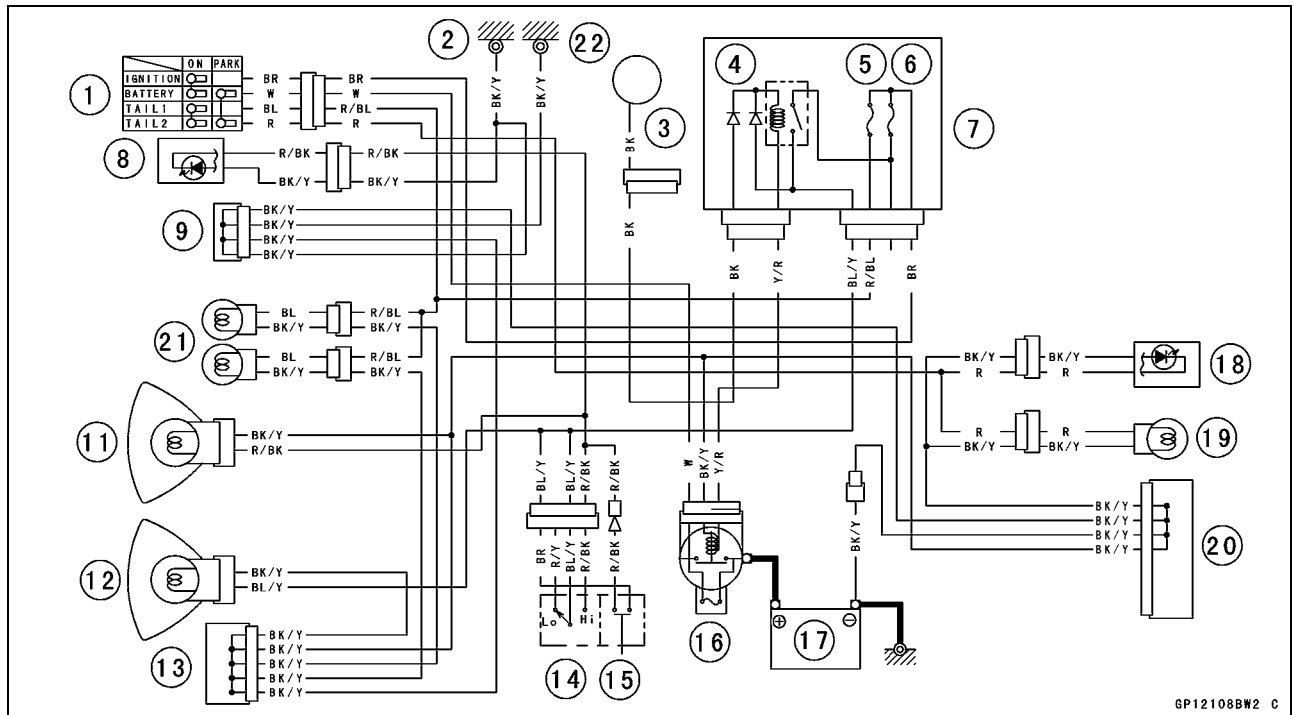 2
22
ON PARK
IGNITION
BATTERY
TAIL1
TAIL2
1
BR BR
W W
BL R/BL
R R
BK/Y
BK/Y
3
BK
BK
4
5
6
7
8
R/BK R/BK
BK/Y BK/Y
9
BK/Y
BK/Y
BK/Y
BK/Y
BK
Y/R
BL/Y
R/BL
BR
21
BL R/BL
BK/Y BK/Y
BL R/BL
BK/Y BK/Y
BK/Y BK/Y
R R
18
11
BK/Y
R/BK
R R
BK/Y BK/Y
19
BL/Y
BL/Y
R/BK
R/BK
W
BK/Y
Y/R
BK/Y
BR
R/Y
BL/Y
R/BK
R/BK
12
BK/Y
BL/Y
BK/Y
BK/Y
BK/Y
BK/Y
20
13
BK/Y
BK/Y
BK/Y
BK/Y
BK/Y
Lo
Hi
14
15
16
17
GP12108BW2 C